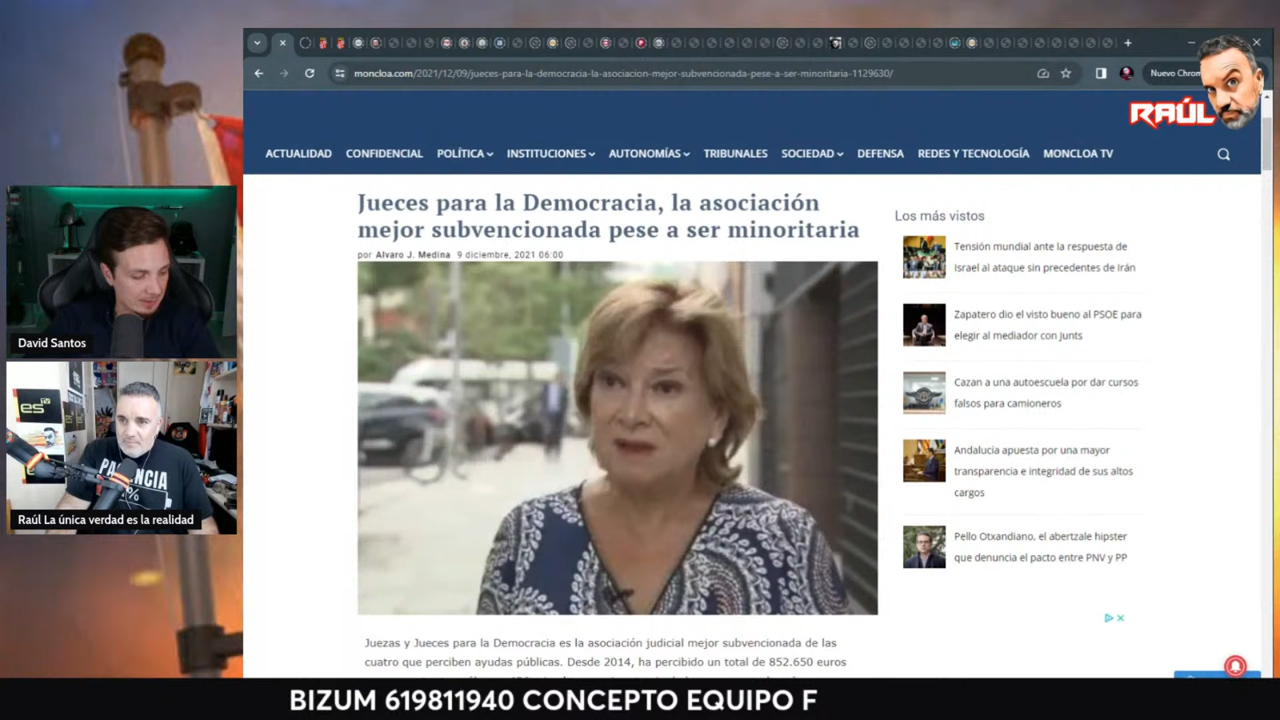 moncloa.com/2021/12/09/jueces-para-la-democracia-la-asociacion-mejor-subvencionada-pese-a-ser-minoritaria-1129630/
Nuevo Chrom
RAÚL
ACTUALIDAD CONFIDENCIAL POLÍTICA INSTITUCIONES AUTONOMÍAS TRIBUNALES SOCIEDAD DEFENSA REDES Y TECNOLOGÍA MONCLOA TV
Jueces para la Democracia, la asociación
mejor subvencionada pese a ser minoritaria
por Alvaro J. Medina 9 diciembre, 2021 06:00
Los más vistos
Tensión mundial ante la respuesta de
Israel al ataque sin precedentes de Irán
Zapatero dio el visto bueno al PSOE para
elegir al mediador con Junts
Cazan a una autoescuela por dar cursos
falsos para camioneros
Andalucía apuesta por una mayor
transparencia e integridad de sus altos
cargos
Pello Otxandiano, el abertzale hipster
que denuncia el pacto entre PNV y PP
Juezas y Jueces para la Democracia es la asociación judicial mejor subvencionada de las
cuatro que perciben ayudas públicas. Desde 2014, ha percibido un total de 852.650 euros
David Santos
es TV
Raúl La única verdad es la realidad
BIZUM 619811940 CONCEPTO EQUIPO F